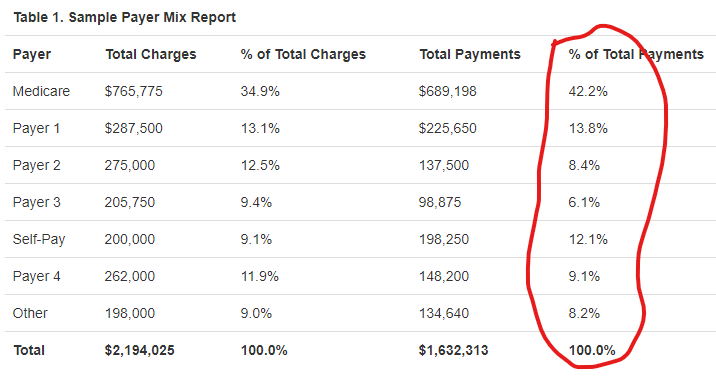 Table 1. Sample Payer Mix Report
Payer Total Charges % of Total Charges Total Payments % of Total Payments
Medicare $765,775 34.9% $689,198 42.2%
Payer 1 $287,500 13.1% $225,650 13.8%
Payer 2 275,000 12.5% 137,500 8.4%
Payer 3 205,750 9.4% 98,875 6.1%
Self-Pay 200,000 9.1% 198,250 12.1%
Payer 4 262,000 11.9% 148,200 9.1%
Other 198,000 9.0% 134,640 8.2%
Total $2,194,025 100.0% $1,632,313 100.0%